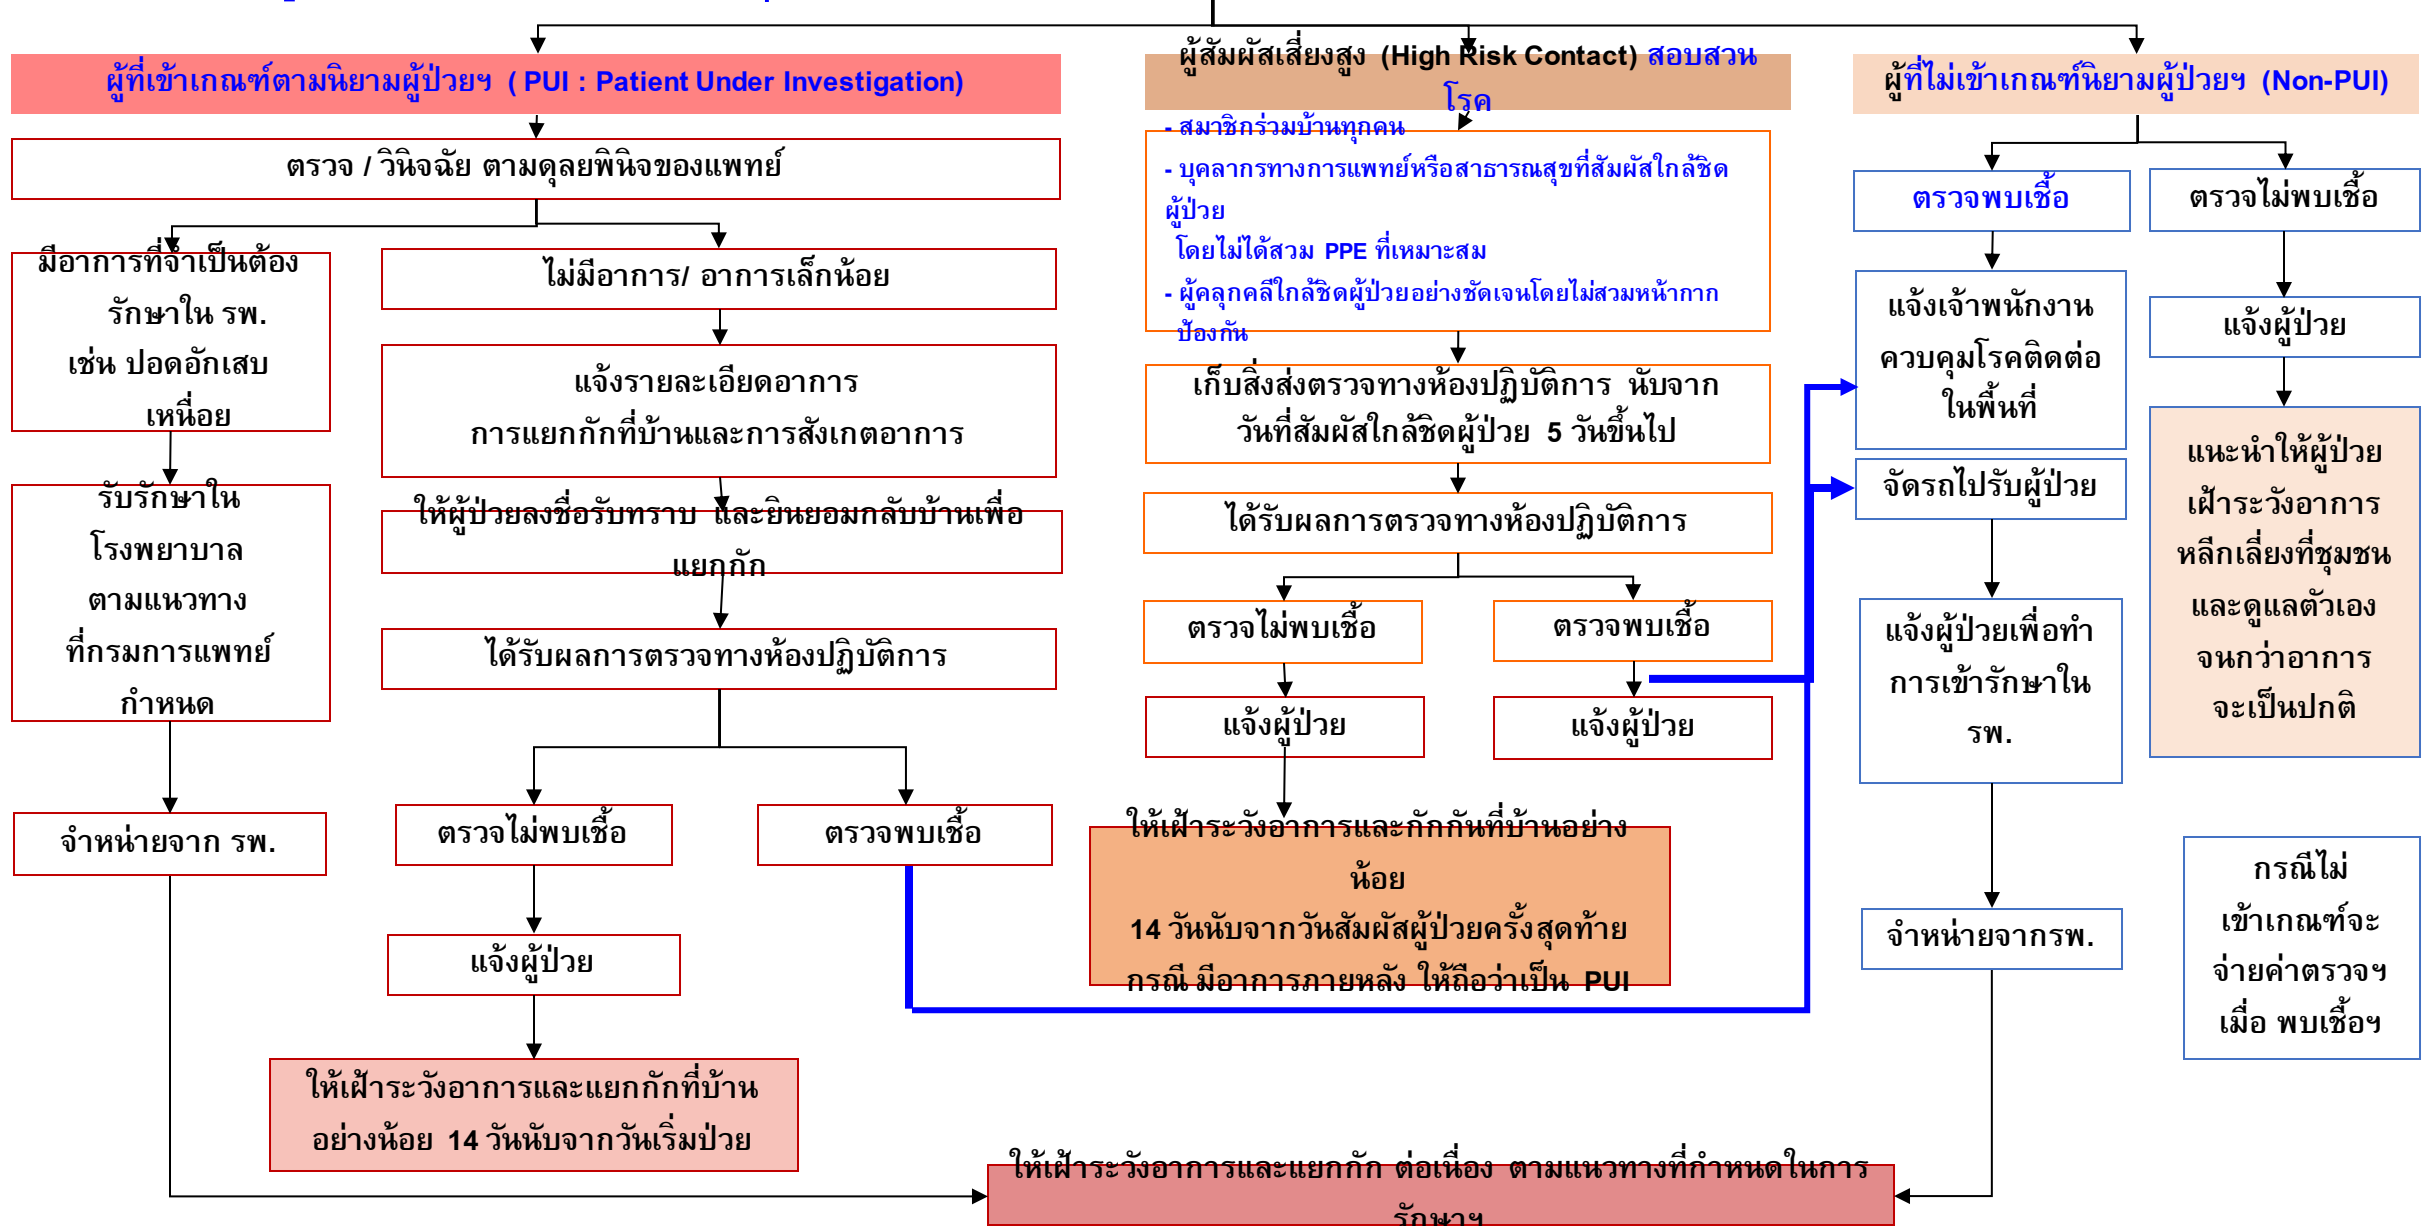 ผู้ที่เข้าเกณฑ์ตามนิยามผู้ป่วยฯ ( PUI : Patient Under Investigation)
ตรวจ / วินิจฉัย ตามดุลยพินิจของแพทย์
มีอาการที่จำเป็นต้อง
รักษาใน รพ.
เช่น ปอดอักเสบ
เหนื่อย
รับรักษาใน
โรงพยาบาล
ตามแนวทาง
ที่กรมการแพทย์
กำหนด
จำหน่ายจาก รพ.
ไม่มีอาการ/ อาการเล็กน้อย
แจ้งรายละเอียดอาการ
การแยกกักที่บ้านและการสังเกตอาการ
ให้ผู้ป่วยลงชื่อรับทราบ และยินยอมกลับบ้านเพื่อ
แยกกัก
ได้รับผลการตรวจทางห้องปฏิบัติการ
ตรวจไม่พบเชื้อ
แจ้งผู้ป่วย
ให้เฝ้าระวังอาการและแยกกักที่บ้าน
อย่างน้อย 14 วันนับจากวันเริ่มป่วย
ตรวจพบเชื้อ
ผู้สัมผัสเสี่ยงสูง (High Risk Contact) สอบสวน
โรค
- สมาชิกร่วมบ้านทุกคน
- บุคลากรทางการแพทย์หรือสาธารณสุขที่สัมผัสใกล้ชิด
ผู้ป่วย
โดยไม่ได้สวม PPE ที่เหมาะสม
- ผู้คลุกคลีใกล้ชิดผู้ป่วยอย่างชัดเจนโดยไม่สวมหน้ากาก
ป้องกัน
เก็บสิ่งส่งตรวจทางห้องปฏิบัติการ นับจาก
วันที่สัมผัสใกล้ชิดผู้ป่วย 5 วันขึ้นไป
ได้รับผลการตรวจทางห้องปฏิบัติการ
ตรวจไม่พบเชื้อ
แจ้งผู้ป่วย
ให้เฝ้าระวังอาการและกักกันที่บ้านอย่าง
น้อย
14 วันนับจากวันสัมผัสผู้ป่วยครั้งสุดท้าย
กรณี มีอาการภายหลัง ให้ถือว่าเป็น PUI
ตรวจพบเชื้อ
แจ้งผู้ป่วย
ผู้ที่ไม่เข้าเกณฑ์นิยามผู้ป่วยฯ (Non-PUI)
ตรวจพบเชื้อ
แจ้งเจ้าพนักงาน
ควบคุมโรคติดต่อ
ในพื้นที่
จัดรถไปรับผู้ป่วย
แจ้งผู้ป่วยเพื่อทำ
การเข้ารักษาใน
รพ.
จำหน่ายจากรพ.
ตรวจไม่พบเชื้อ
แจ้งผู้ป่วย
แนะนำให้ผู้ป่วย
เฝ้าระวังอาการ
หลีกเลี่ยงที่ชุมชน
และดูแลตัวเอง
จนกว่าอาการ
จะเป็นปกติ
กรณีไม่
เข้าเกณฑ์จะ
จ่ายค่าตรวจฯ
เมื่อ พบเชื้อฯ
ให้เฝ้าระวังอาการและแยกกัก ต่อเนื่อง ตามแนวทางที่กำหนดในการ
รักษาฯ